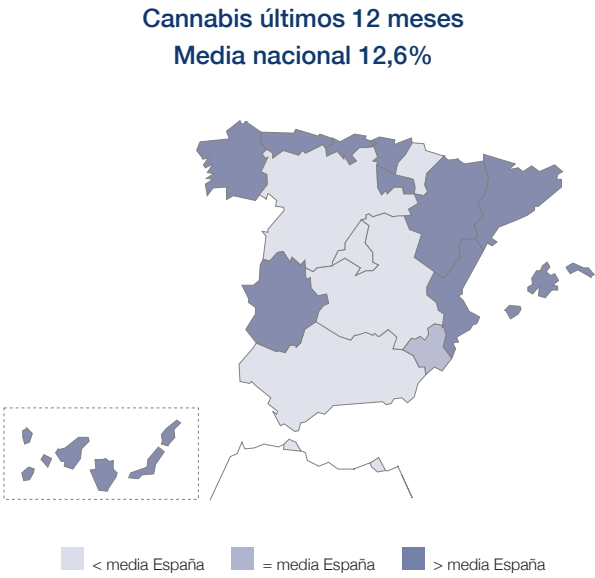 Cannabis últimos 12 meses
Media nacional 12,6%
< media España
= media España
> media España